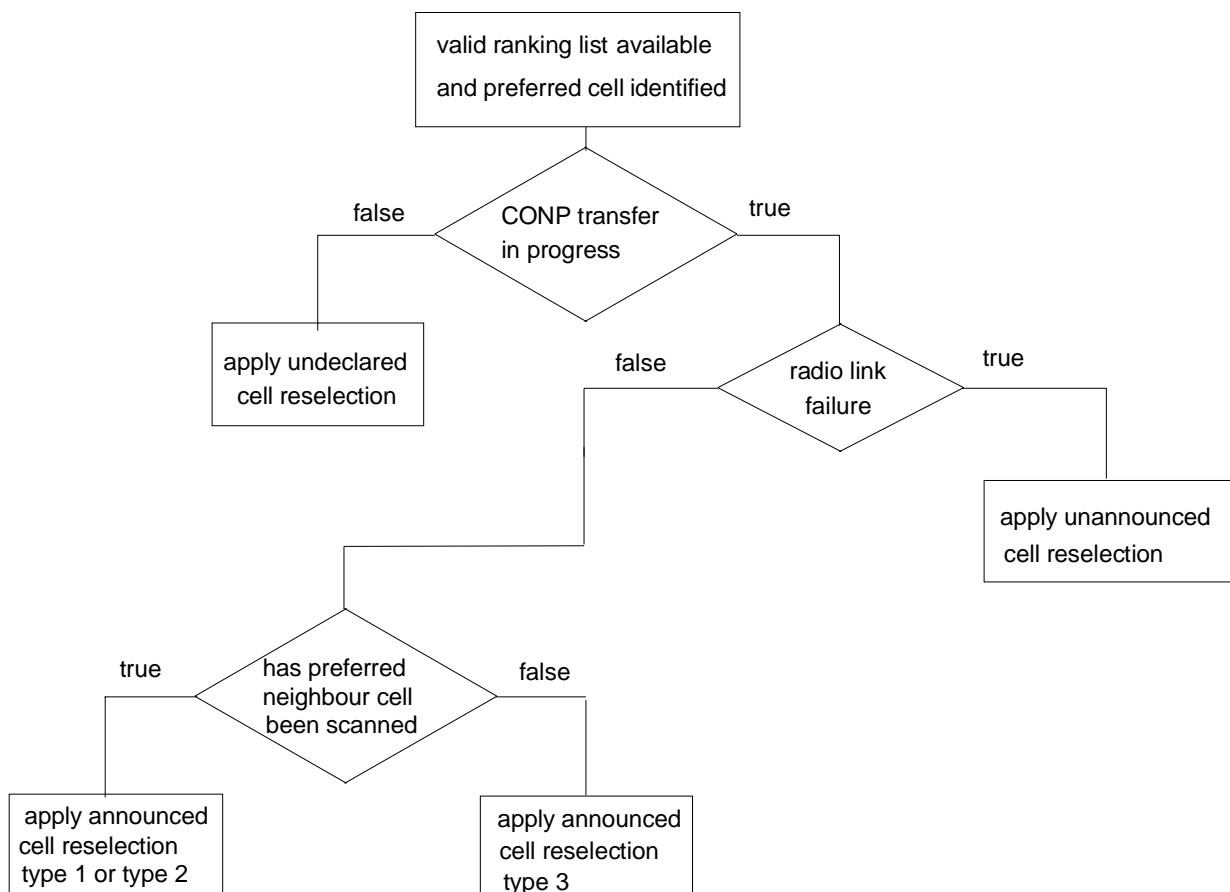 valid ranking list available
and preferred cell identified
false
CONP transfer
in progress
true
apply undeclared
cell reselection
false
radio link
failure
true
apply unannounced
cell reselection
true
has preferred
neighbour cell
been scanned
false
apply announced
cell reselection
type 1 or type 2
apply announced
cell reselection
type 3